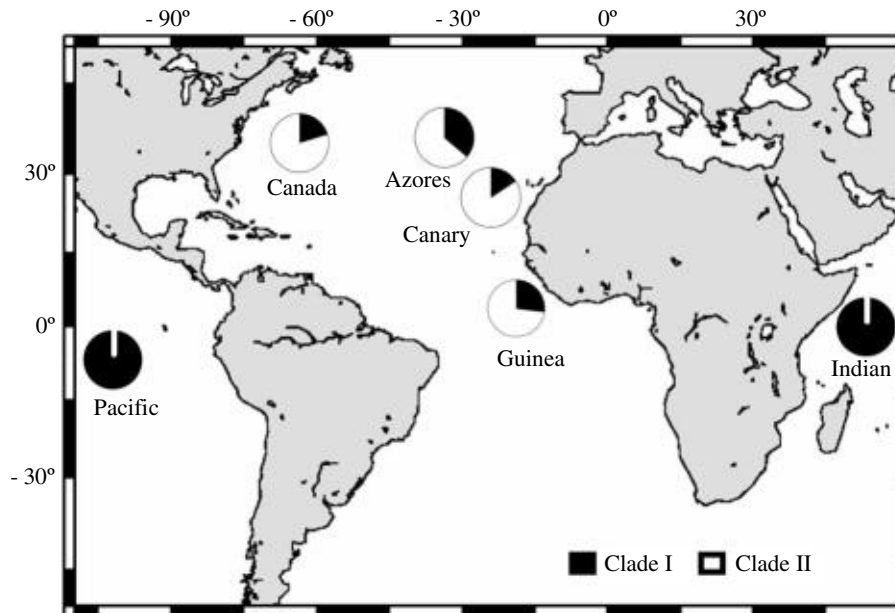 - 90º - 60º - 30º 0º 30º
30º
0º
- 30º
Canada
Azores
Canary
Guinea
Pacific
Indian
Clade I Clade II